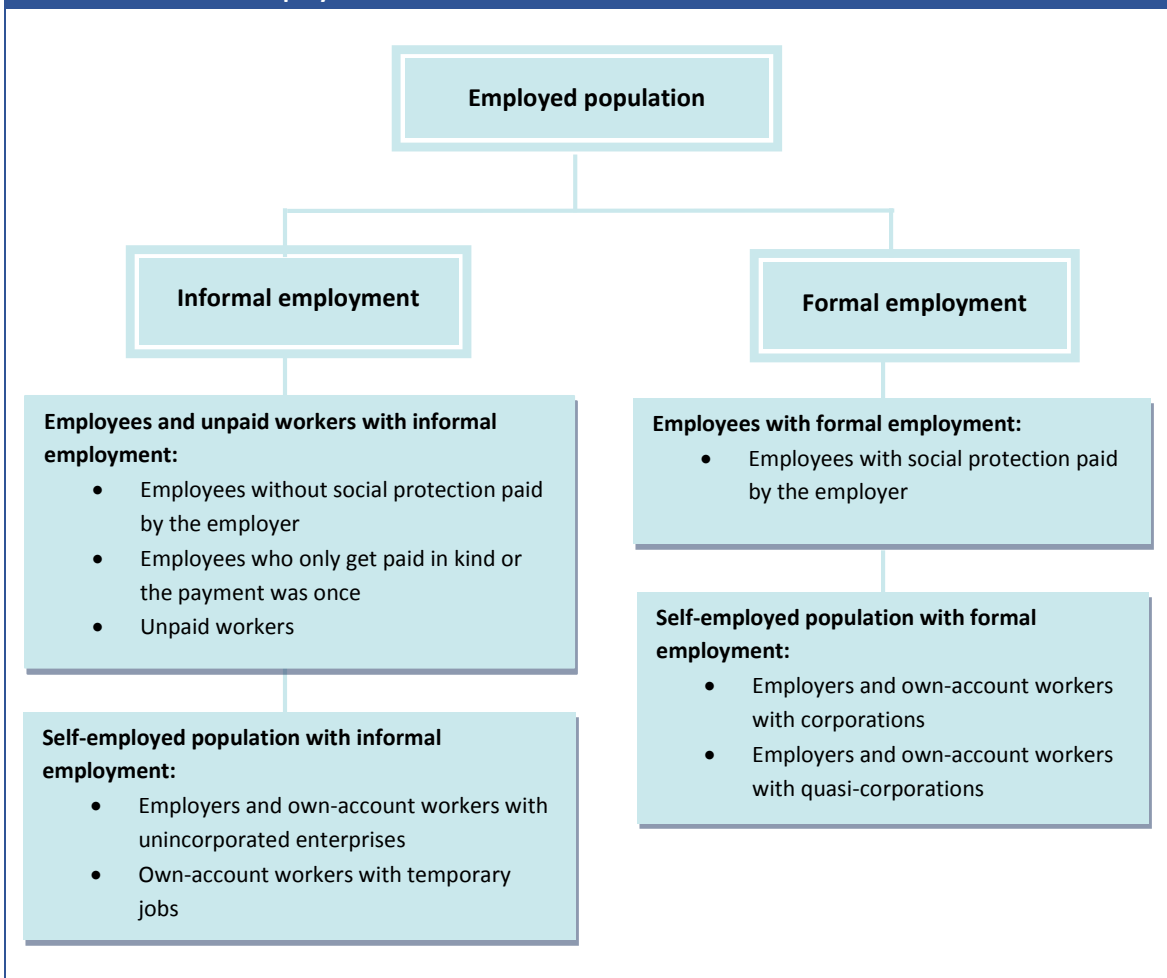 Employed population
Informal employment
Formal employment
Employees and unpaid workers with informal
employment:
• Employees without social protection paid
by the employer
• Employees who only get paid in kind or
the payment was once
• Unpaid workers
Self-employed population with informal
employment:
• Employers and own-account workers with
unincorporated enterprises
• Own-account workers with temporary
jobs
Employees with formal employment:
• Employees with social protection paid
by the employer
Self-employed population with formal
employment:
• Employers and own-account workers
with corporations
• Employers and own-account workers
with quasi-corporations